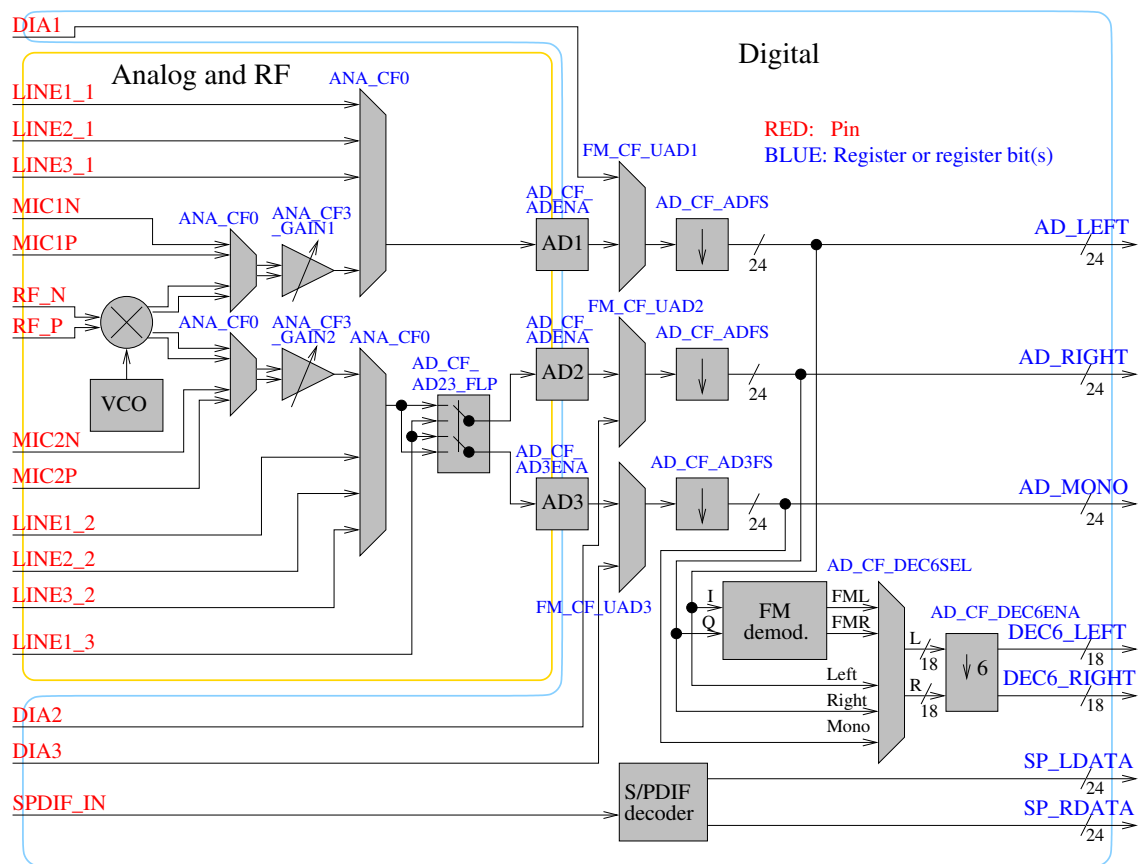 DIA1
Digital
Analog and RF
ANA_CF0
LINE1_1
LINE2_1
LINE3_1
RED: Pin
BLUE: Register or register bit(s)
FM_CF_UAD1
MIC1N
MIC1P
ANA_CF0
ANA_CF3
_GAIN1
AD_CF_
ADENA
AD1
AD_CF_ADFS
24
AD_LEFT
24
RF_N
RF_P
VCO
ANA_CF0
ANA_CF3
_GAIN2
ANA_CF0
AD_CF_
AD23_FLP
AD_CF_
ADENA
AD2
FM_CF_UAD2
AD_CF_ADFS
24
AD_RIGHT
24
MIC2N
MIC2P
AD_CF_
AD3ENA
AD3
AD_CF_AD3FS
24
AD_MONO
24
LINE1_2
LINE2_2
LINE3_2
LINE1_3
FM_CF_UAD3
AD_CF_DEC6SEL
I
Q
FM
demod.
FML
FMR
Left
Right
Mono
L
18
R
18
AD_CF_DEC6ENA
6
DEC6_LEFT
18
DEC6_RIGHT
18
DIA2
DIA3
SPDIF_IN
S/PDIF
decoder
SP_LDATA
24
SP_RDATA
24